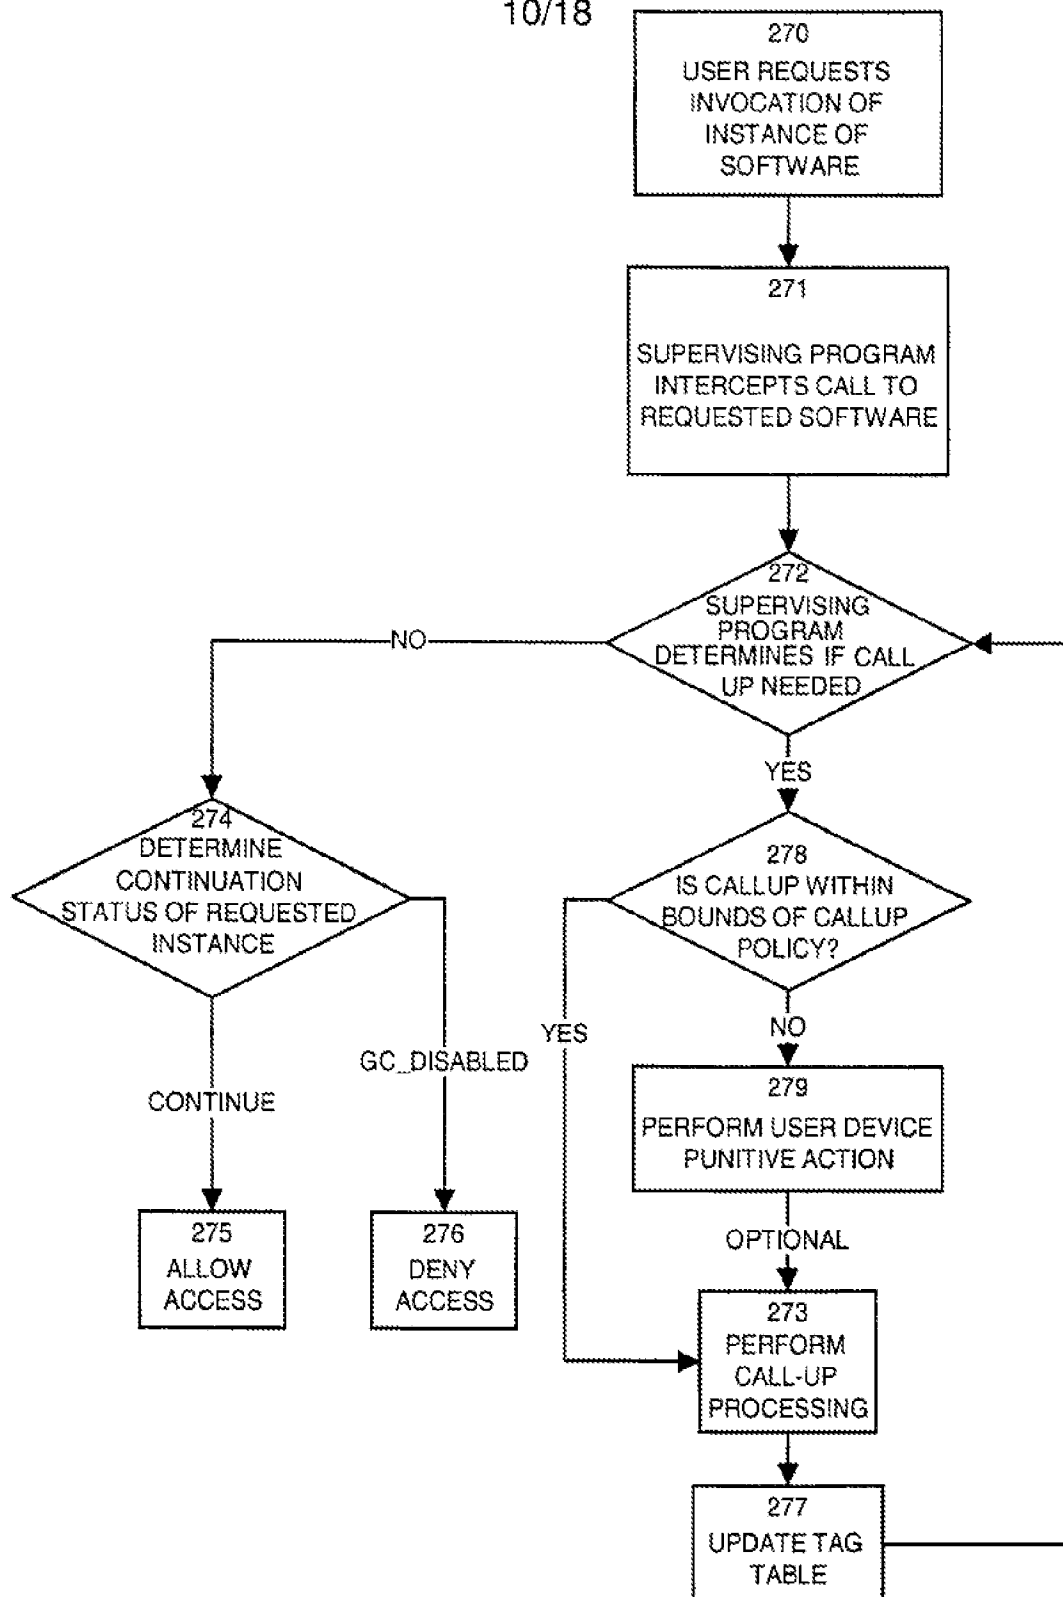 10/18
270
USER REQUESTS
INVOCATION OF
INSTANCE OF
SOFTWARE
271
SUPERVISING PROGRAM
INTERCEPTS CALL TO
REQUESTED SOFTWARE
272
SUPERVISING
PROGRAM
DETERMINES IF CALL
UP NEEDED
NO
YES
274
DETERMINE
CONTINUATION
STATUS OF REQUESTED
INSTANCE
278
IS CALLUP WITHIN
BOUNDS OF CALLUP
POLICY?
YES
NO
GC_DISABLED
CONTINUE
279
PERFORM USER DEVICE
PUNITIVE ACTION
OPTIONAL
275
ALLOW
ACCESS
276
DENY
ACCESS
273
PERFORM
CALL-UP
PROCESSING
277
UPDATE TAG
TABLE